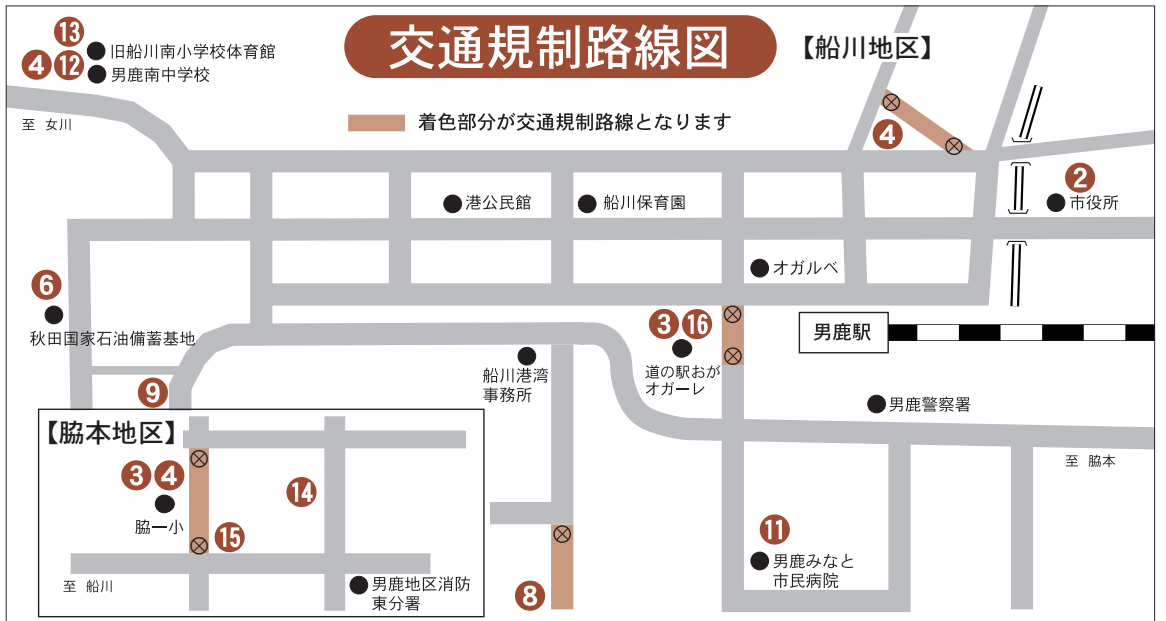 交通規制路線図
【船川地区】
⑬
旧船川南小学校体育館
④ ⑫
男鹿南中学校
至 女川
着色部分が交通規制路線となります
④
②
市役所
港公民館
船川保育園
オガルベ
⑥
秋田国家石油備蓄基地
③ ⑯
道の駅おが
オガーレ
男鹿駅
船川港湾
事務所
⑨
男鹿警察署
至 脇本
【脇本地区】
③ ④
脇一小
⑭
⑮
至 船川
男鹿地区消防
東分署
⑧
⑪
男鹿みなと
市民病院